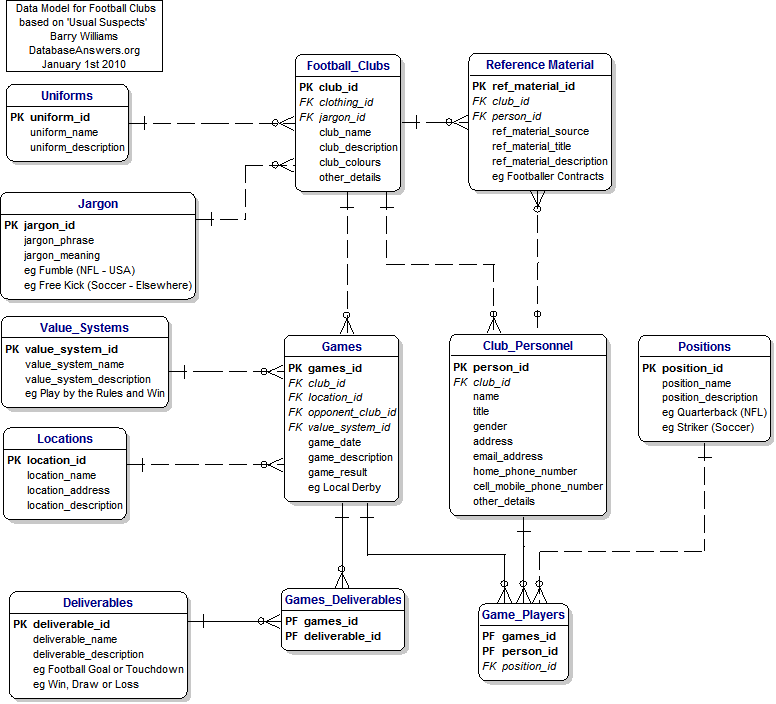 Data Model for Football Clubs
based on 'Usual Suspects'
Barry Williams
DatabaseAnswers.org
January 1st 2010
Uniforms
PK uniform_id
uniform_name
uniform_description
Football_Clubs
PK club_id
FK clothing_id
FK jargon_id
club_name
club_description
club_colours
other_details
Reference Material
PK ref_material_id
FK club_id
FK person_id
ref_material_source
ref_material_title
ref_material_description
eg Footballer Contracts
Jargon
PK jargon_id
jargon_phrase
jargon_meaning
eg Fumble (NFL - USA)
eg Free Kick (Soccer - Elsewhere)
Value_Systems
PK value_system_id
value_system_name
value_system_description
eg Play by the Rules and Win
Games
PK games_id
FK club_id
FK location_id
FK opponent_club_id
FK value_system_id
game_date
game_description
game_result
eg Local Derby
Club_Personnel
PK person_id
FK club_id
name
title
gender
address
email_address
home_phone_number
cell_mobile_phone_number
other_details
Positions
PK position_id
position_name
position_description
eg Quarterback (NFL)
eg Striker (Soccer)
Locations
PK location_id
location_name
location_address
location_description
Deliverables
PK deliverable_id
deliverable_name
deliverable_description
eg Football Goal or Touchdown
eg Win, Draw or Loss
Games_Deliverables
PF games_id
PF deliverable_id
Game_Players
PF games_id
PF person_id
FK position_id